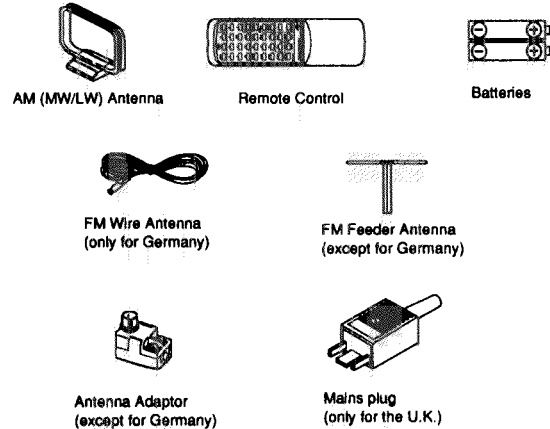 AM (MW/LW) Antenna
Remote Control
Batteries
FM Wire Antenna
(only for Germany)
FM Feeder Antenna
(except for Germany)
Antenna Adaptor
(except for Germany)
Mains plug
(only for the U.K.)